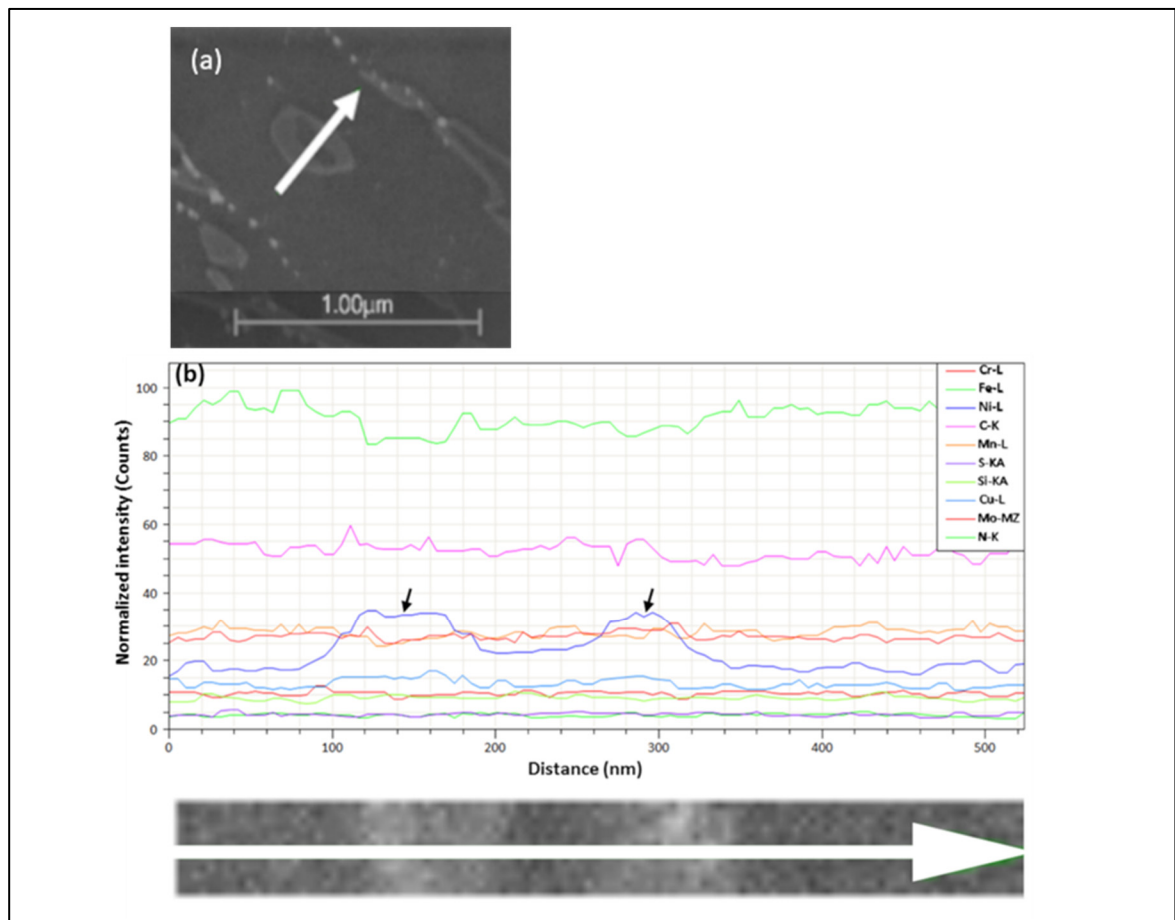 (a)
1.00µm
(b)
Normalized intensity (Counts)
100
80
60
40
20
0
Cr-L
Fe-L
Ni-L
C-K
Mn-L
S-KA
Si-KA
Cu-L
Mo-MZ
N-K
0 100 200 300 400 500
Distance (nm)